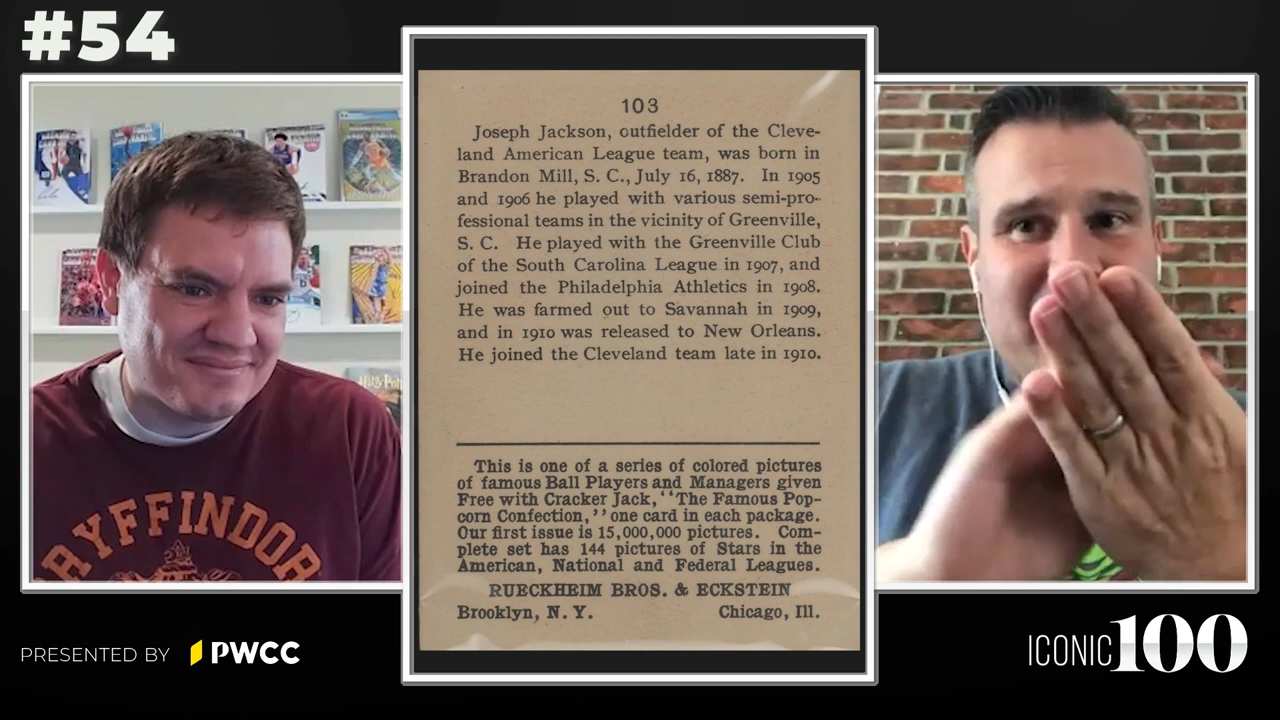 #54
103
Joseph Jackson, outfielder of the Cleve-
land American League team, was born in
Brandon Mill, S. C., July 16, 1887. In 1905
and 1906 he played with various semi-pro-
fessional teams in the vicinity of Greenville,
S. C. He played with the Greenville Club
of the South Carolina League in 1907, and
joined the Philadelphia Athletics in 1908.
He was farmed out to Savannah in 1909,
and in 1910 was released to New Orleans.
He joined the Cleveland team late in 1910.
This is one of a series of colored pictures
of famous Ball Players and Managers given
Free with Cracker Jack, "The Famous Pop-
corn Confection," one card in each package.
Our first issue is 15,000,000 pictures. Com-
plete set has 144 pictures of Stars in the
American, National and Federal Leagues.
RUECKHEIM BROS. & ECKSTEIN
Brooklyn, N. Y. Chicago, Ill.
RYFFINDOR
PRESENTED BY PWCC
ICONIC 100